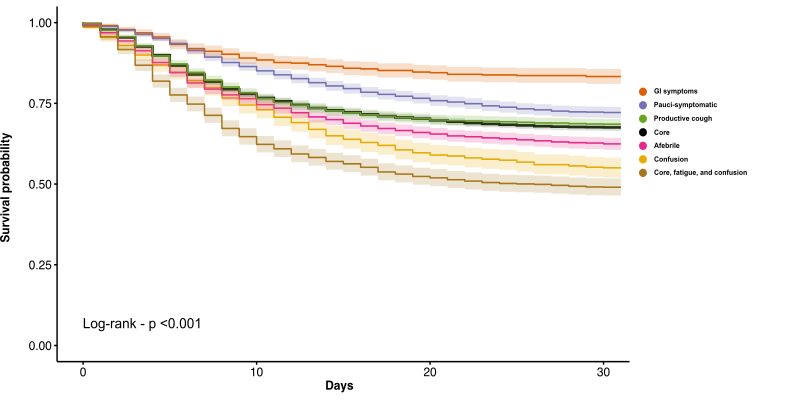 1.00
0.75
0.50
0.25
0.00
Survival probability
Log-rank - p <0.001
0
10
20
30
Days
GI symptoms
Pauci-symptomatic
Productive cough
Core
Afebrile
Confusion
Core, fatigue, and confusion